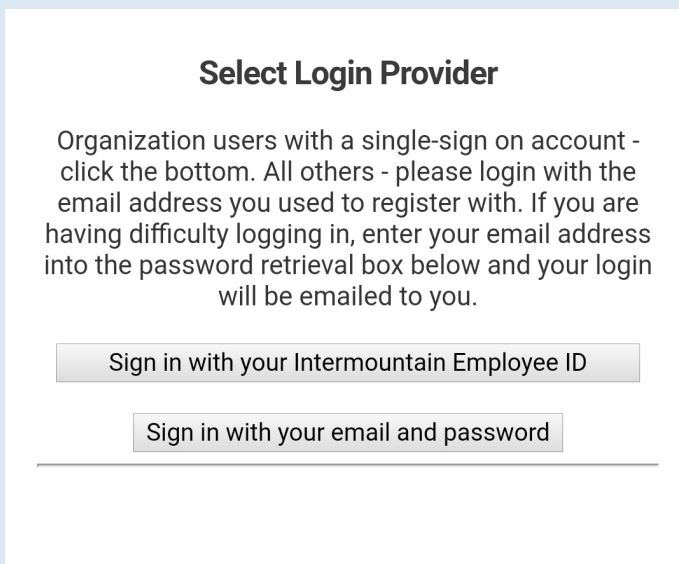 Select Login Provider
Organization users with a single-sign on account -
click the bottom. All others - please login with the
email address you used to register with. If you are
having difficulty logging in, enter your email address
into the password retrieval box below and your login
will be emailed to you.
Sign in with your Intermountain Employee ID
Sign in with your email and password